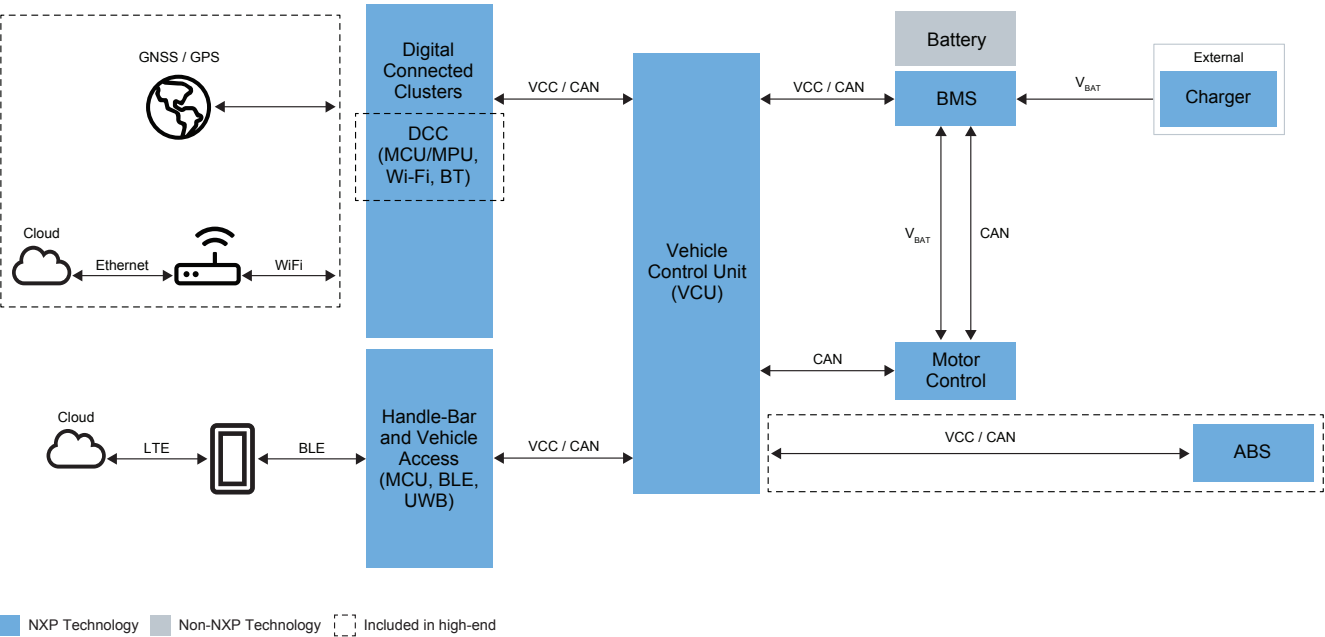 GNSS / GPS
Cloud
Ethernet
WiFi
Digital
Connected
Clusters
DCC
(MCU/MPU,
Wi-Fi, BT)
VCC / CAN
Cloud
LTE
BLE
Handle-Bar
and Vehicle
Access
(MCU, BLE,
UWB)
VCC / CAN
Vehicle
Control Unit
(VCU)
VCC / CAN
Battery
BMS
VBAT
External
Charger
VBAT
CAN
CAN
Motor
Control
VCC / CAN
ABS
NXP Technology
Non-NXP Technology
Included in high-end